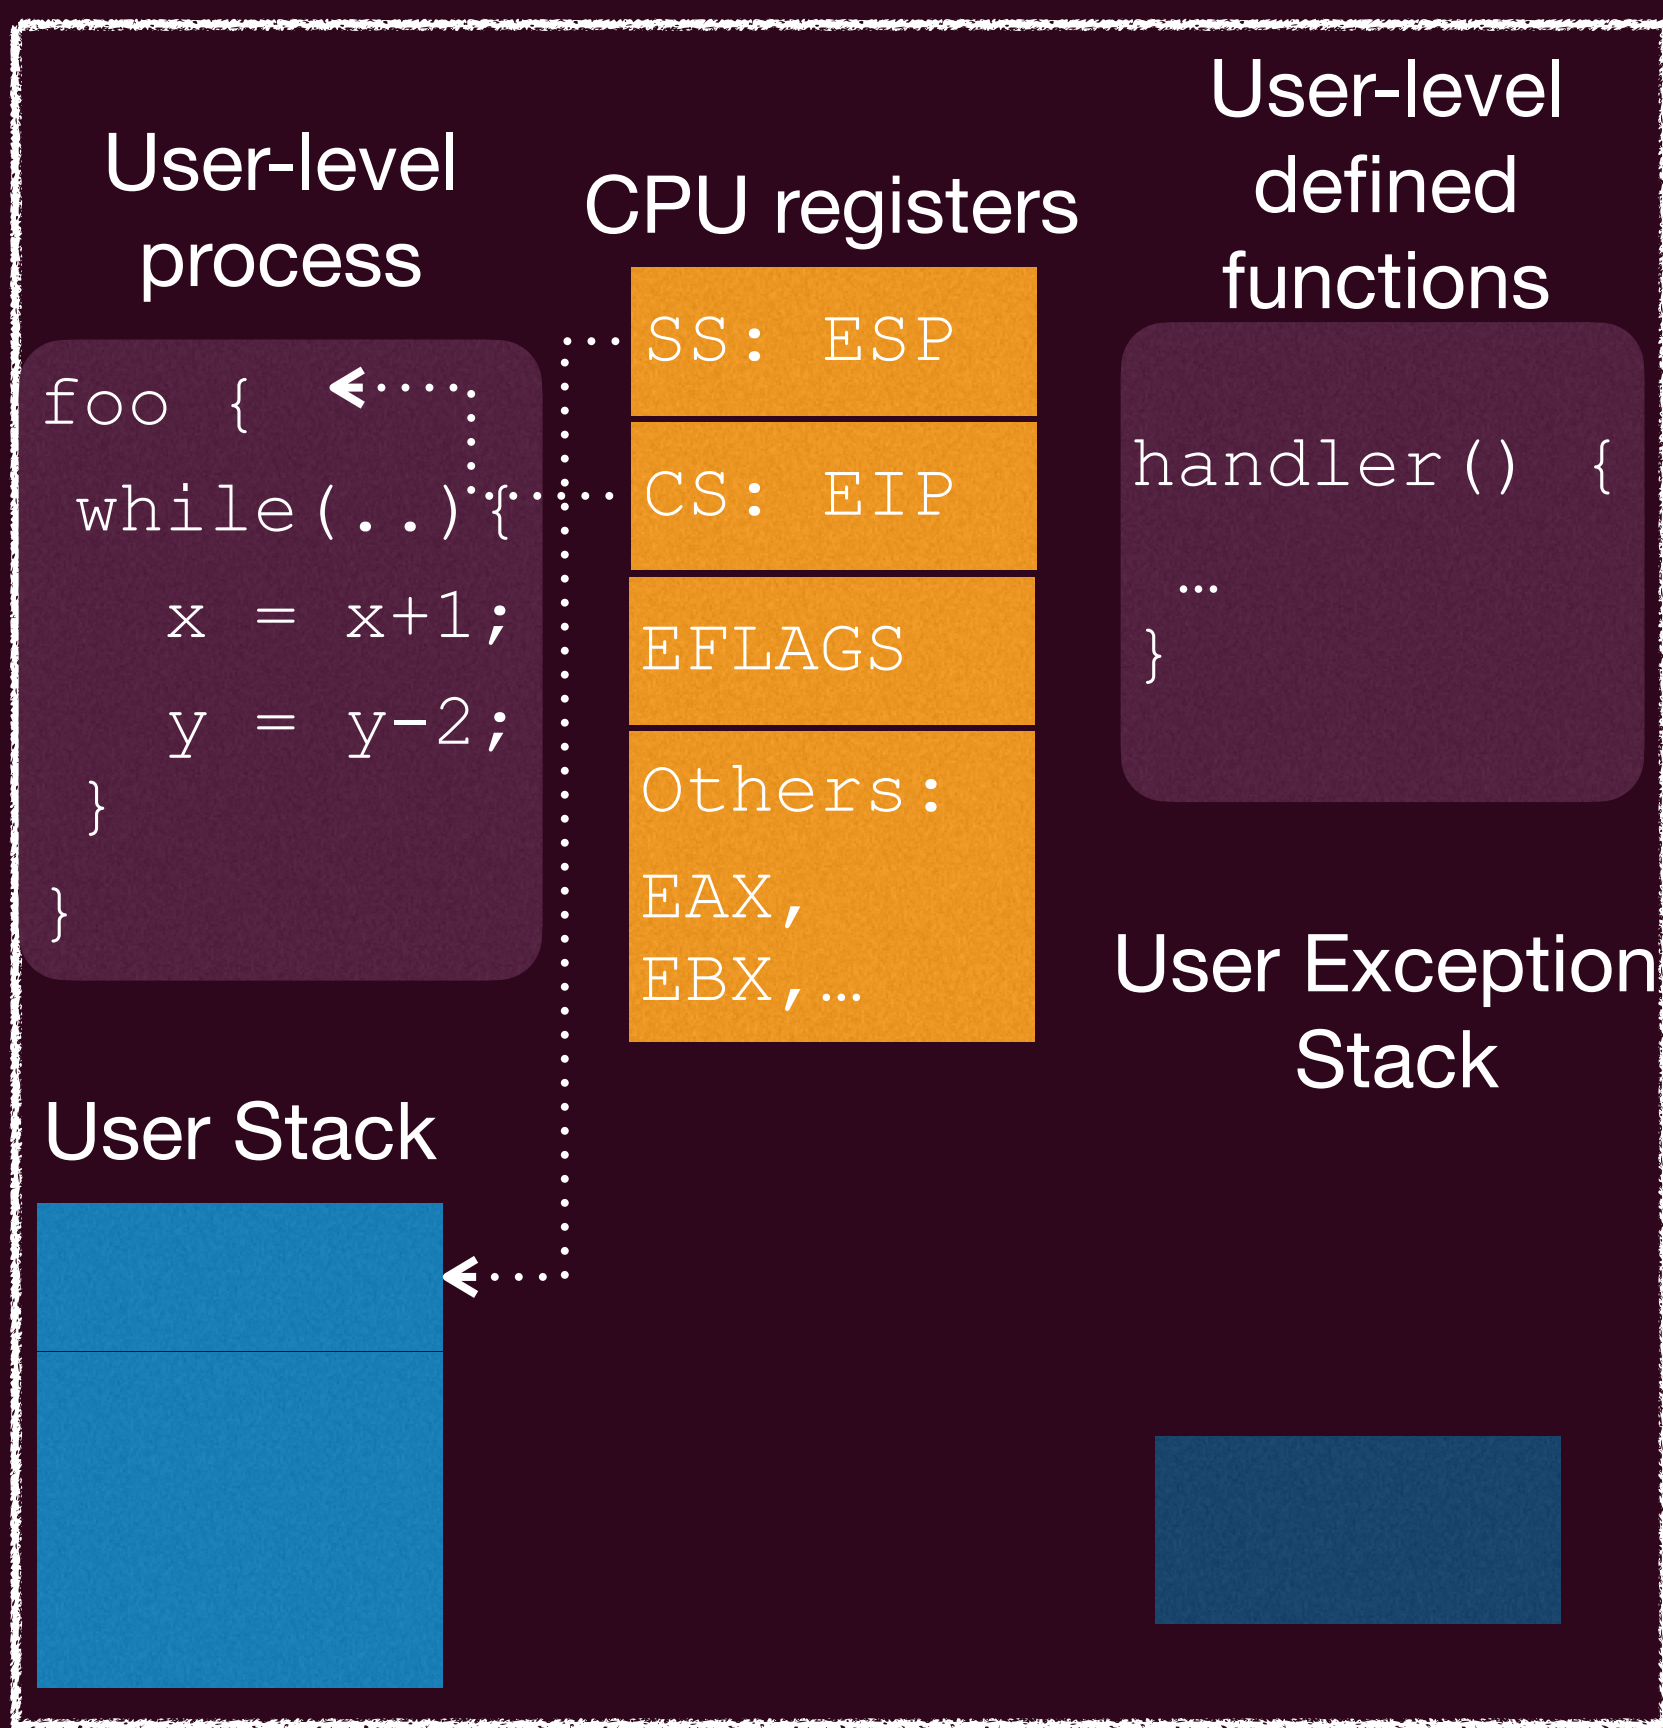 User-level
process
foo {
while(..){
x = x+1;
y = y-2;
}
}
User Stack
CPU registers
SS: ESP
CS: EIP
EFLAGS
Others:
EAX,
EBX,…
User-level
defined
functions
handler() {
…
}
User Exception
Stack